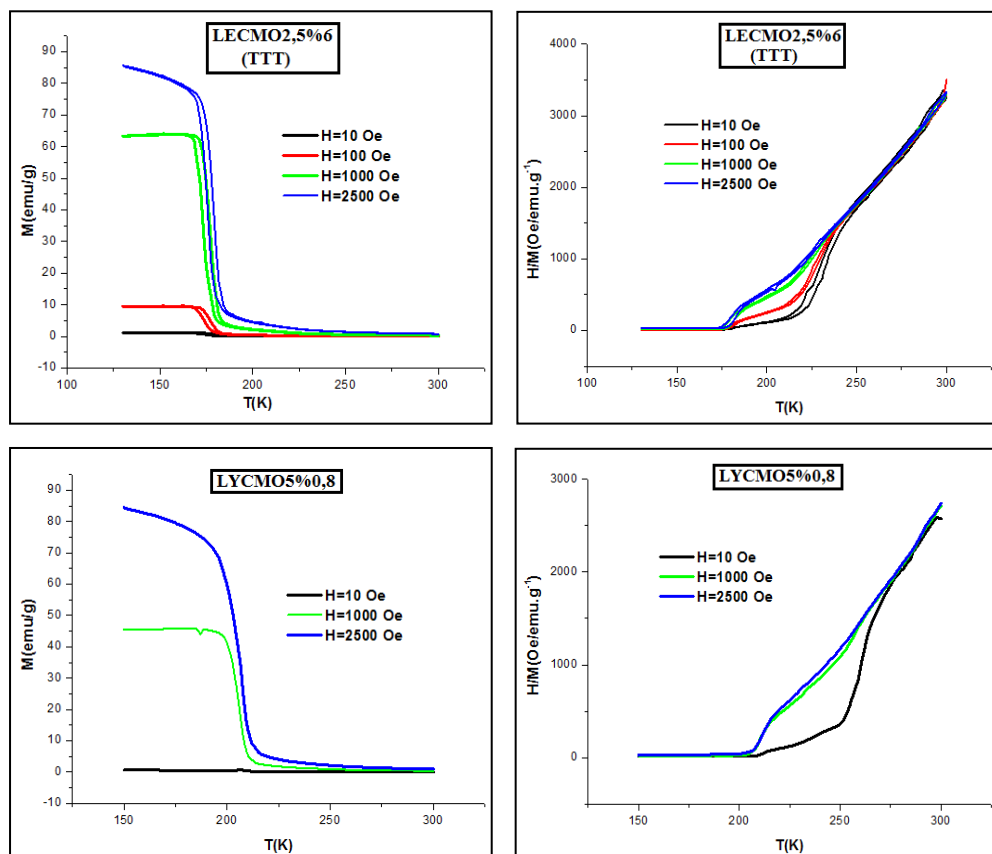 LECMO2,5%6
(TTT)
90
80
70
60
50
40
30
20
10
0
-10
M(emu/g)
H=10 Oe
H=100 Oe
H=1000 Oe
H=2500 Oe
100
150
200
250
300
T(K)
LECMO2,5%6
(TTT)
4000
3000
2000
1000
0
H/M(Oe/emu.g⁻¹)
H=10 Oe
H=100 Oe
H=1000 Oe
H=2500 Oe
100
150
200
250
300
T(K)
LYCMO5%0,8
90
80
70
60
50
40
30
20
10
0
-10
M(emu/g)
H=10 Oe
H=1000 Oe
H=2500 Oe
150
200
250
300
T(K)
LYCMO5%0,8
3000
2000
1000
0
H/M(Oe/emu.g⁻¹)
H=10 Oe
H=1000 Oe
H=2500 Oe
150
200
250
300
T(K)